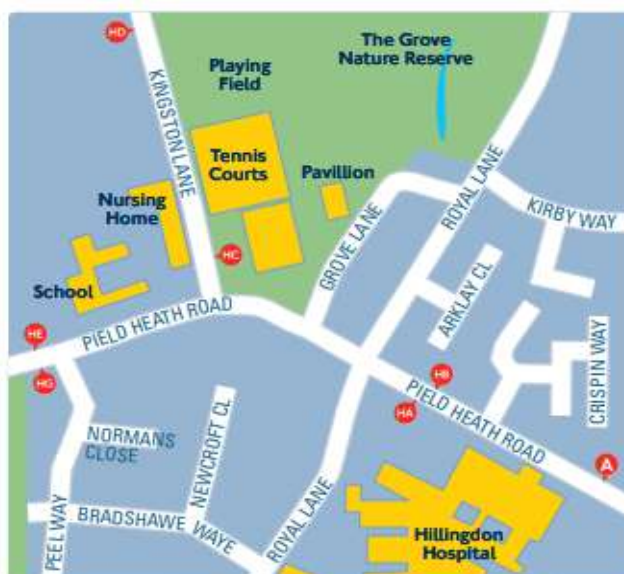 HD
The Grove
Nature Reserve
Playing
Field
KINGSTON LANE
Tennis
Courts
Pavillion
ROYAL LANE
Nursing
Home
KIRBY WAY
GROVE LANE
HC
School
ARKLAY CL
PIELD HEATH ROAD
HE
HG
CRISPIN WAY
HB
HA
PIELD HEATH ROAD
NEWCROFT CL
NORMANS
CLOSE
A
BRADSHAWE WAYE
PEEL WAY
ROYAL LANE
Hillingdon
Hospital